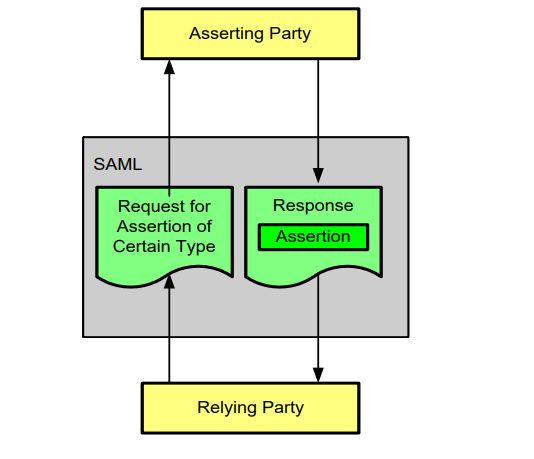 Asserting Party
SAML
Request for
Assertion of
Certain Type
Response
Assertion
Relying Party